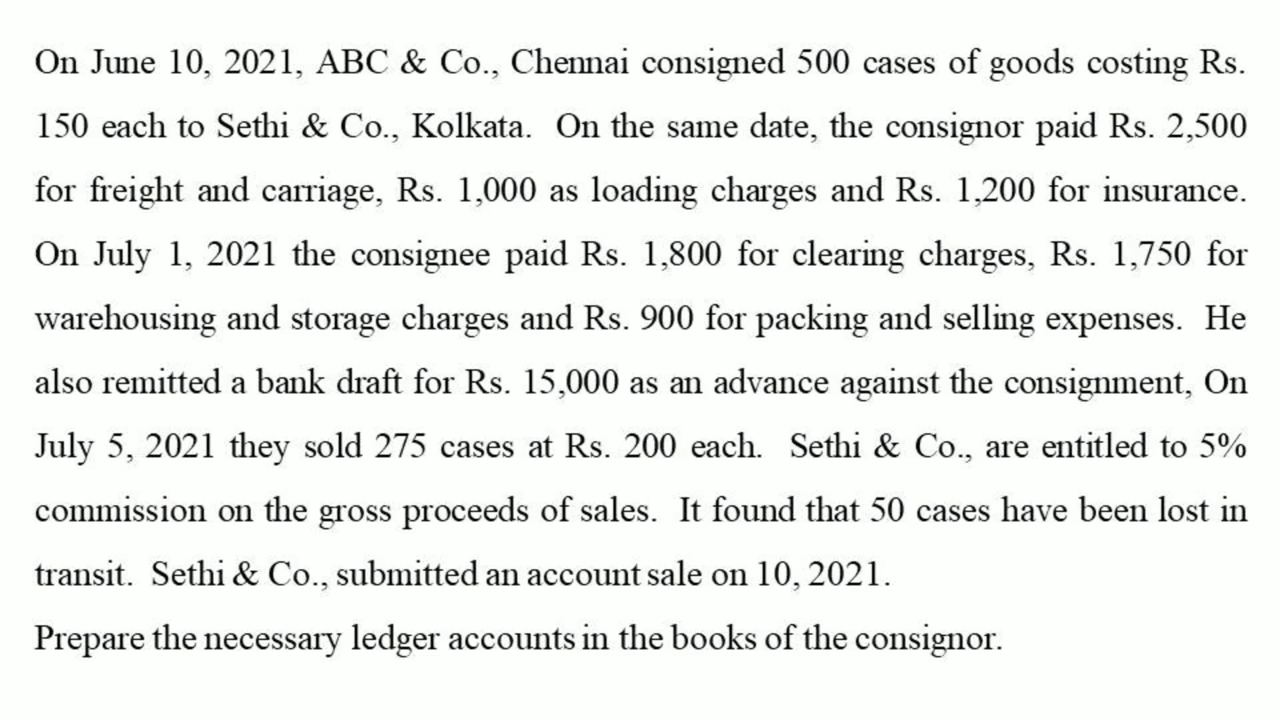 On June 10, 2021, ABC & Co., Chennai consigned 500 cases of goods costing Rs.
150 each to Sethi & Co., Kolkata. On the same date, the consignor paid Rs. 2,500
for freight and carriage, Rs. 1,000 as loading charges and Rs. 1,200 for insurance.
On July 1, 2021 the consignee paid Rs. 1,800 for clearing charges, Rs. 1,750 for
warehousing and storage charges and Rs. 900 for packing and selling expenses. He
also remitted a bank draft for Rs. 15,000 as an advance against the consignment, On
July 5, 2021 they sold 275 cases at Rs. 200 each. Sethi & Co., are entitled to 5%
commission on the gross proceeds of sales. It found that 50 cases have been lost in
transit. Sethi & Co., submitted an account sale on 10, 2021.
Prepare the necessary ledger accounts in the books of the consignor.